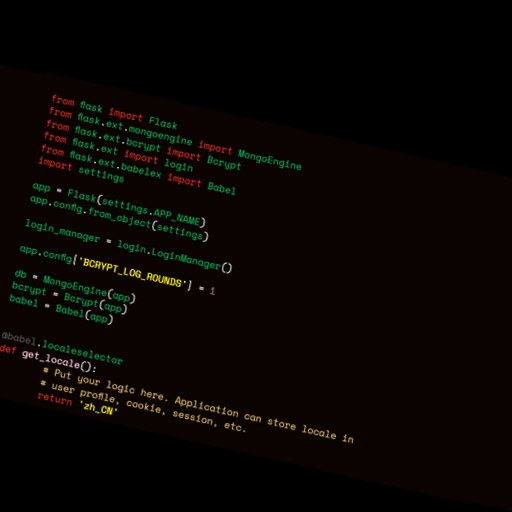 from flask import Flask
from flask.ext.mongoengine import MongoEngine
from flask.ext.bcrypt import Bcrypt
from flask.ext import login
from flask.ext.babelex import Babel
import settings
app = Flask(settings.APP_NAME)
app.config.from_object(settings)
login_manager = login.LoginManager()
app.config['BCRYPT_LOG_ROUNDS'] = 1
db = MongoEngine(app)
bcrypt = Bcrypt(app)
babel = Babel(app)
@babel.localeselector
def get_locale():
# Put your logic here. Application can store locale in
# user profile, cookie, session, etc.
return 'zh_CN'